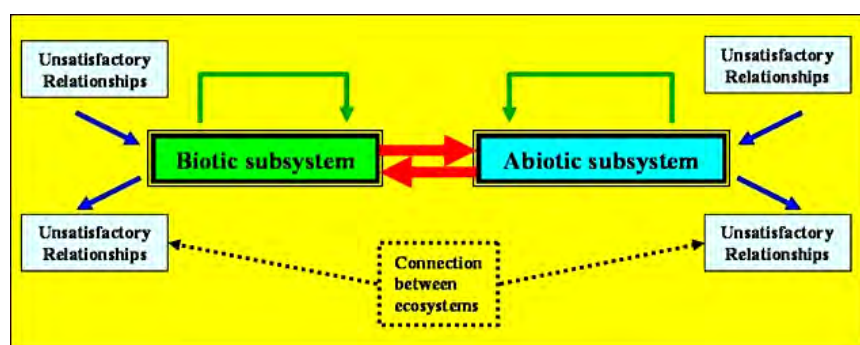 Unsatisfactory
Relationships
Unsatisfactory
Relationships
Biotic subsystem
Abiotic subsystem
Unsatisfactory
Relationships
Connection
between
ecosystems
Unsatisfactory
Relationships